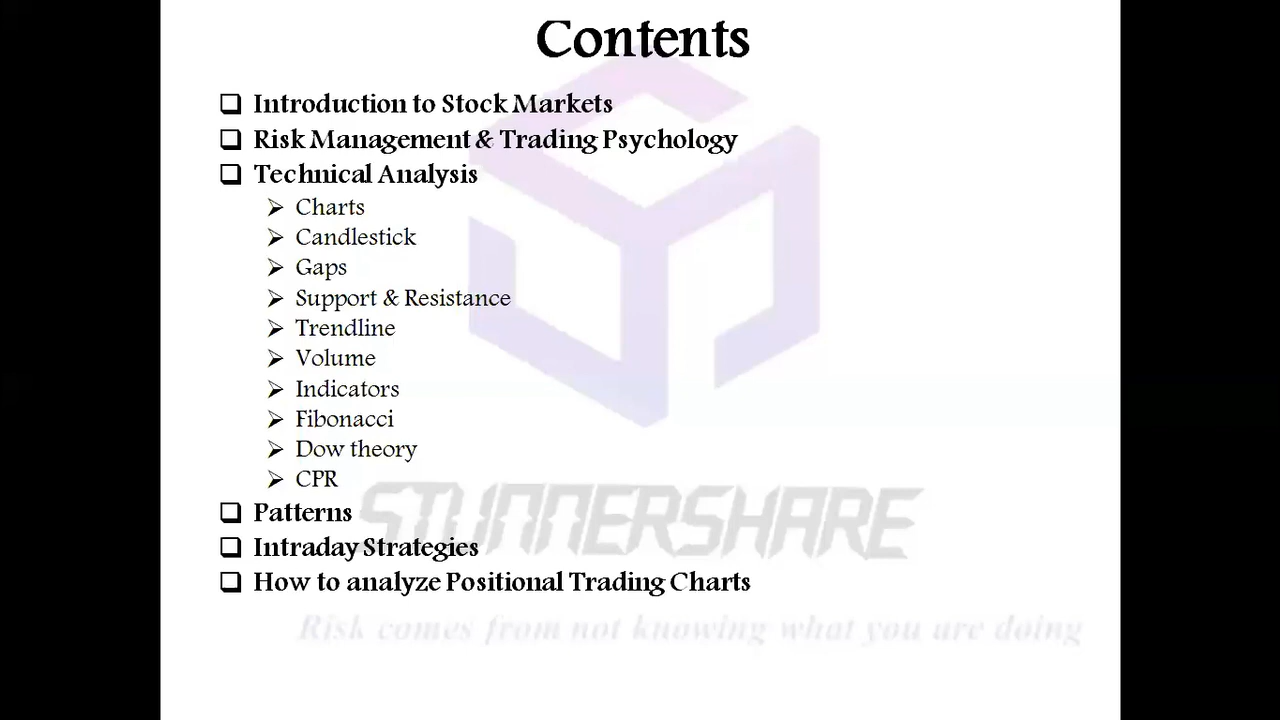 Contents
Introduction to Stock Markets
Risk Management & Trading Psychology
Technical Analysis
Charts
Candlestick
Gaps
Support & Resistance
Trendline
Volume
Indicators
Fibonacci
Dow theory
CPR
STUNNERSHARE
Patterns
Intraday Strategies
How to analyze Positional Trading Charts
Risk comes from not knowing what you are doing